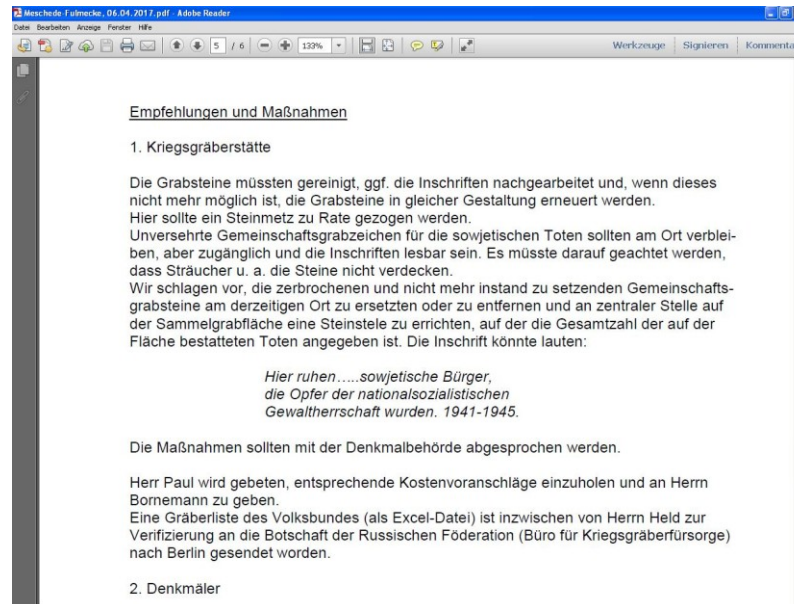 Meschede-Fulmecke, 06.04.2017.pdf - Adobe Reader
Datei Bearbeiten Anzeige Fenster Hilfe
5 / 6 133% Werkzeuge Signieren Kommenta
Empfehlungen und Maßnahmen
1. Kriegsgräberstätte
Die Grabsteine müssten gereinigt, ggf. die Inschriften nachgearbeitet und, wenn dieses
nicht mehr möglich ist, die Grabsteine in gleicher Gestaltung erneuert werden.
Hier sollte ein Steinmetz zu Rate gezogen werden.
Unversehrte Gemeinschaftsgrabzeichen für die sowjetischen Toten sollten am Ort verblei-
ben, aber zugänglich und die Inschriften lesbar sein. Es müsste darauf geachtet werden,
dass Sträucher u. a. die Steine nicht verdecken.
Wir schlagen vor, die zerbrochenen und nicht mehr instand zu setzenden Gemeinschafts-
grabsteine am derzeitigen Ort zu ersetzten oder zu entfernen und an zentraler Stelle auf
der Sammelgrabfläche eine Steinstele zu errichten, auf der die Gesamtzahl der auf der
Fläche bestatteten Toten angegeben ist. Die Inschrift könnte lauten:
Hier ruhen…..sowjetische Bürger,
die Opfer der nationalsozialistischen
Gewaltherrschaft wurden. 1941-1945.
Die Maßnahmen sollten mit der Denkmalbehörde abgesprochen werden.
Herr Paul wird gebeten, entsprechende Kostenvoranschläge einzuholen und an Herrn
Bornemann zu geben.
Eine Gräberliste des Volksbundes (als Excel-Datei) ist inzwischen von Herrn Held zur
Verifizierung an die Botschaft der Russischen Föderation (Büro für Kriegsgräberfürsorge)
nach Berlin gesendet worden.
2. Denkmäler